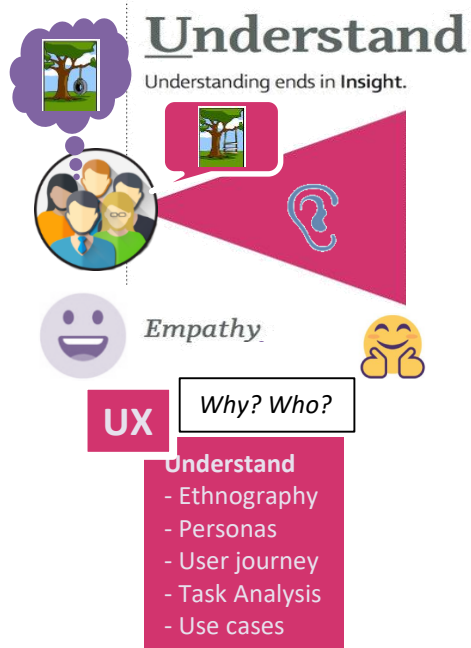 Understand
Understanding ends in Insight.
Empathy
Why? Who?
UX
Understand
- Ethnography
- Personas
- User journey
- Task Analysis
- Use cases